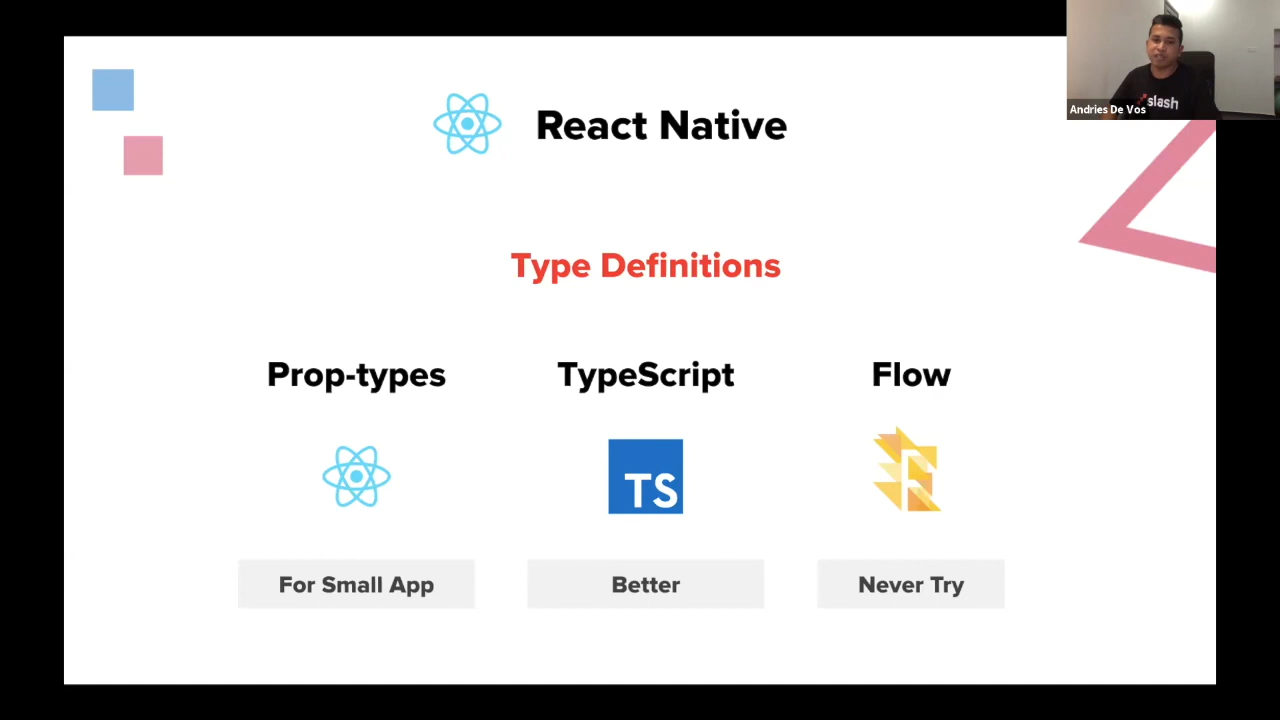 React Native
Type Definitions
Prop-types
TypeScript
Flow
TS
For Small App
Better
Never Try
slash
Andries De Vos